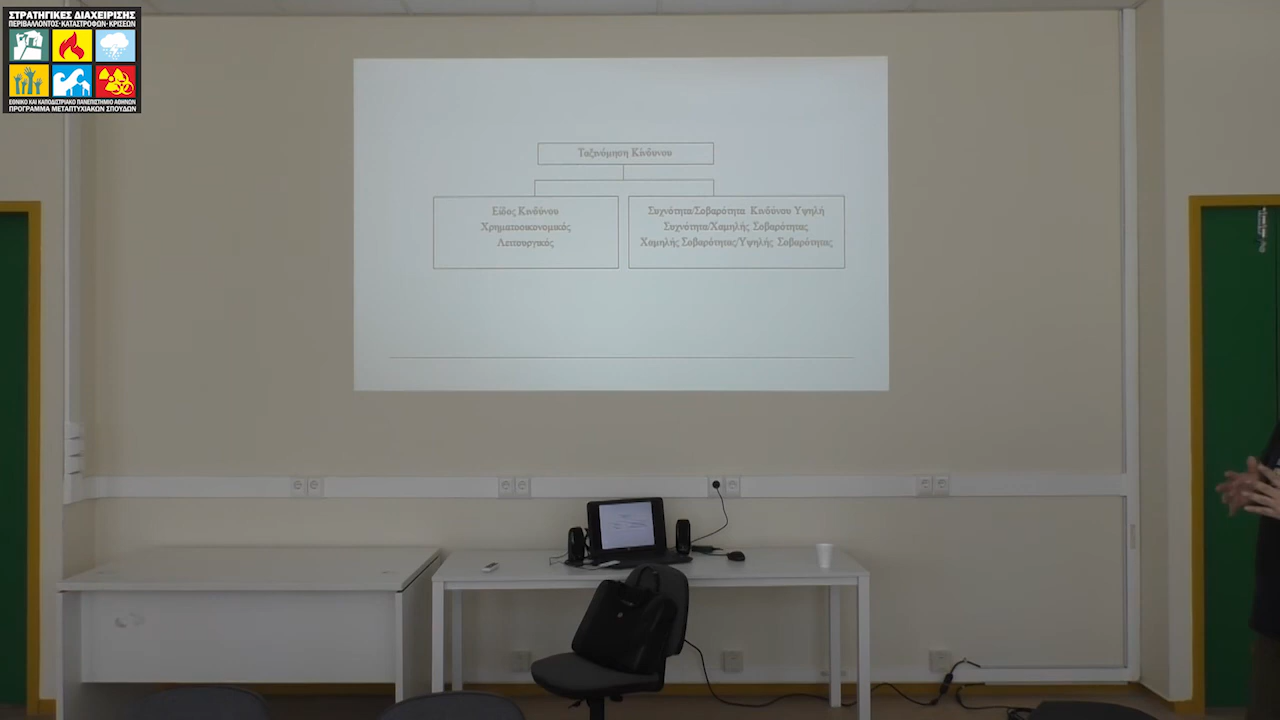 ΣΤΡΑΤΗΓΙΚΕΣ ΔΙΑΧΕΙΡΙΣΗΣ
ΠΕΡΙΒΑΛΛΟΝΤΟΣ·ΚΑΤΑΣΤΡΟΦΩΝ·ΚΡΙΣΕΩΝ
ΕΘΝΙΚΟ ΚΑΙ ΚΑΠΟΔΙΣΤΡΙΑΚΟ ΠΑΝΕΠΙΣΤΗΜΙΟ ΑΘΗΝΩΝ
ΠΡΟΓΡΑΜΜΑ ΜΕΤΑΠΤΥΧΙΑΚΩΝ ΣΠΟΥΔΩΝ
Ταξινόμηση Κίνδυνου
Είδος Κινδύνου
Χρηματοοικονομικός
Λειτουργικός
Συχνότητα/Σοβαρότητα Κινδύνου Υψηλή
Συχνότητα/Χαμηλής Σοβαρότητας
Χαμηλής Σοβαρότητας/Υψηλής Σοβαρότητας